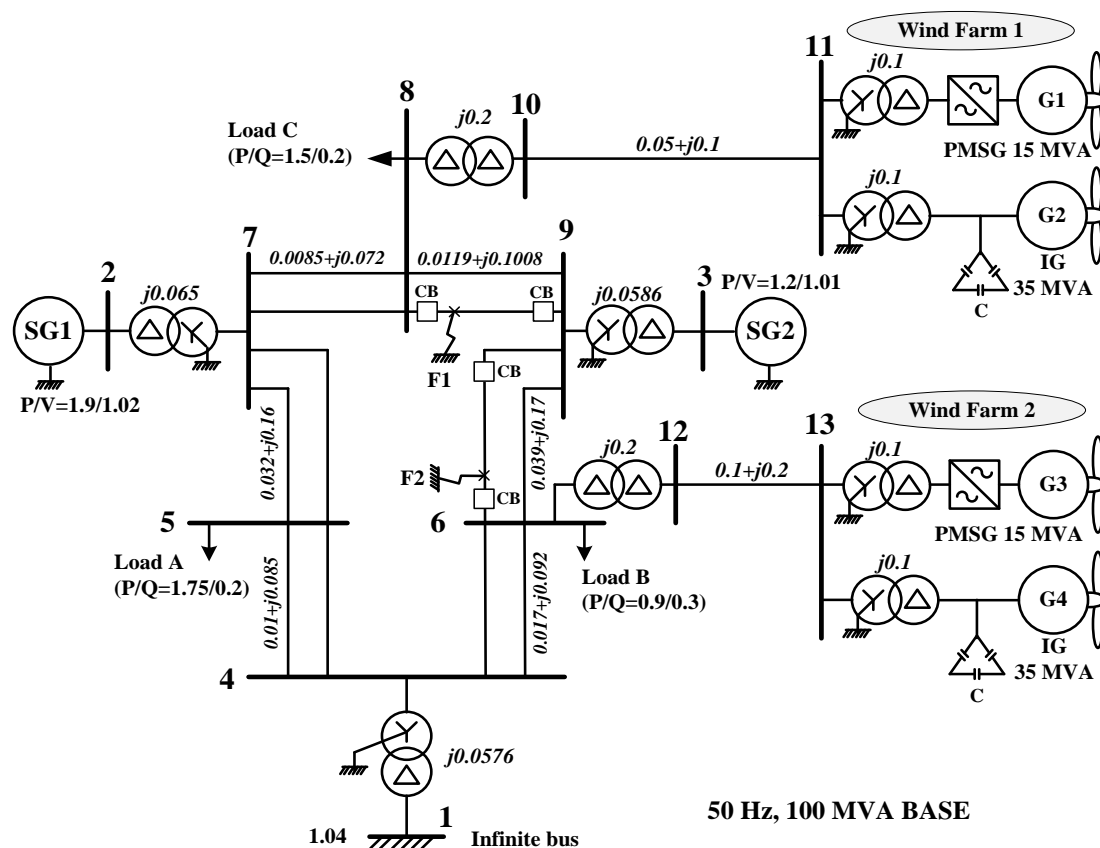 Wind Farm 1
11
j0.1
G1
PMSG 15 MVA
8
10
j0.2
Load C
(P/Q=1.5/0.2)
0.05+j0.1
j0.1
G2
IG
35 MVA
C
7
9
0.0085+j0.072
0.0119+j0.1008
2
j0.065
CB
CB
j0.0586
3
P/V=1.2/1.01
SG1
SG2
F1
P/V=1.9/1.02
CB
Wind Farm 2
0.032+j0.16
0.039+j0.17
12
13
j0.2
0.1+j0.2
j0.1
G3
PMSG 15 MVA
F2
CB
5
6
Load A
(P/Q=1.75/0.2)
Load B
(P/Q=0.9/0.3)
0.01+j0.085
0.017+j0.092
j0.1
G4
IG
35 MVA
C
4
j0.0576
1
1.04
Infinite bus
50 Hz, 100 MVA BASE